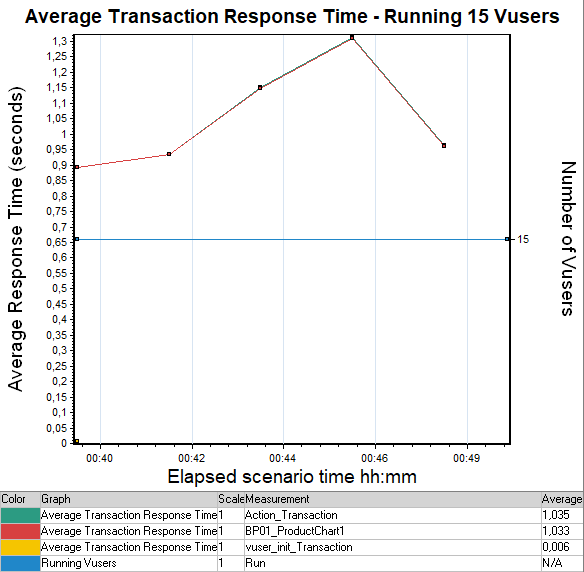 Average Transaction Response Time - Running 15 Vusers
Average Response Time (seconds)
1,3
1,25
1,2
1,15
1,1
1,05
1
0,95
0,9
0,85
0,8
0,75
0,7
0,65
0,6
0,55
0,5
0,45
0,4
0,35
0,3
0,25
0,2
0,15
0,1
0,05
0
15
Number of Vusers
00:40 00:42 00:44 00:46 00:49
Elapsed scenario time hh:mm
Color Graph Scale Measurement Average
Average Transaction Response Time 1 Action_Transaction 1,035
Average Transaction Response Time 1 BP01_ProductChart1 1,033
Average Transaction Response Time 1 vuser_init_Transaction 0,006
Running Vusers 1 Run N/A